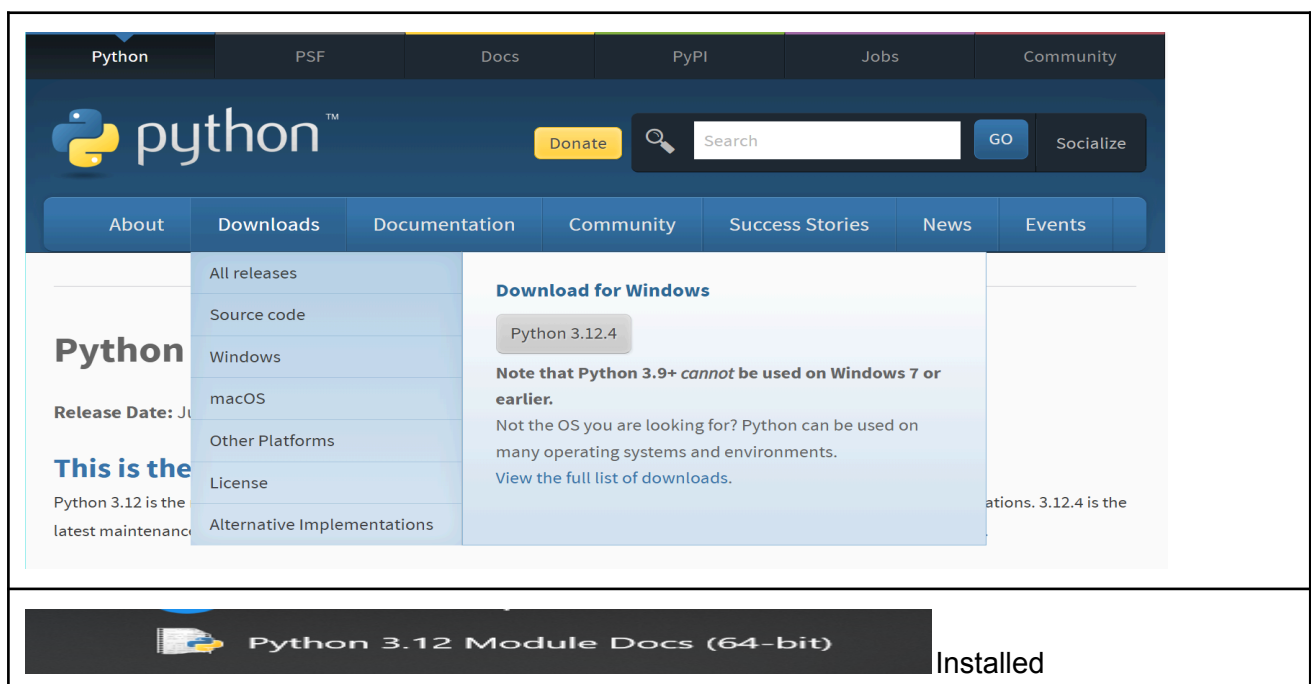 Python PSF Docs PyPI Jobs Community
python™ Donate Search GO Socialize
About Downloads Documentation Community Success Stories News Events
All releases
Source code
Windows
macOS
Other Platforms
License
Alternative Implementations
Download for Windows
Python 3.12.4
Note that Python 3.9+ cannot be used on Windows 7 or
earlier.
Not the OS you are looking for? Python can be used on
many operating systems and environments.
View the full list of downloads.
Python
Release Date:
This is the
Python 3.12 is the
ations. 3.12.4 is the
latest maintenanc
Python 3.12 Module Docs (64-bit) Installed